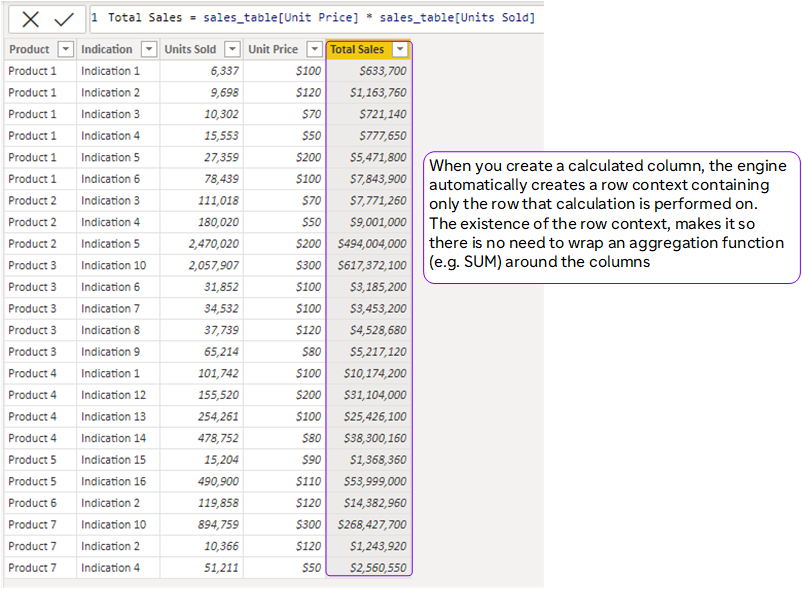 1 Total Sales = sales_table[Unit Price] * sales_table[Units Sold]
Product Indication Units Sold Unit Price Total Sales
Product 1 Indication 1 6,337 $100 $633,700
Product 1 Indication 2 9,698 $120 $1,163,760
Product 1 Indication 3 10,302 $70 $721,140
Product 1 Indication 4 15,553 $50 $777,650
Product 1 Indication 5 27,359 $200 $5,471,800
Product 1 Indication 6 78,439 $100 $7,843,900
Product 2 Indication 3 111,018 $70 $7,771,260
Product 2 Indication 4 180,020 $50 $9,001,000
Product 2 Indication 5 2,470,020 $200 $494,004,000
Product 3 Indication 10 2,057,907 $300 $617,372,100
Product 3 Indication 6 31,852 $100 $3,185,200
Product 3 Indication 7 34,532 $100 $3,453,200
Product 3 Indication 8 37,739 $120 $4,528,680
Product 3 Indication 9 65,214 $80 $5,217,120
Product 4 Indication 1 101,742 $100 $10,174,200
Product 4 Indication 12 155,520 $200 $31,104,000
Product 4 Indication 13 254,261 $100 $25,426,100
Product 4 Indication 14 478,752 $80 $38,300,160
Product 5 Indication 15 15,204 $90 $1,368,360
Product 5 Indication 16 490,900 $110 $53,999,000
Product 6 Indication 2 119,858 $120 $14,382,960
Product 7 Indication 10 894,759 $300 $268,427,700
Product 7 Indication 2 10,366 $120 $1,243,920
Product 7 Indication 4 51,211 $50 $2,560,550
When you create a calculated column, the engine
automatically creates a row context containing
only the row that calculation is performed on.
The existence of the row context, makes it so
there is no need to wrap an aggregation function
(e.g. SUM) around the columns